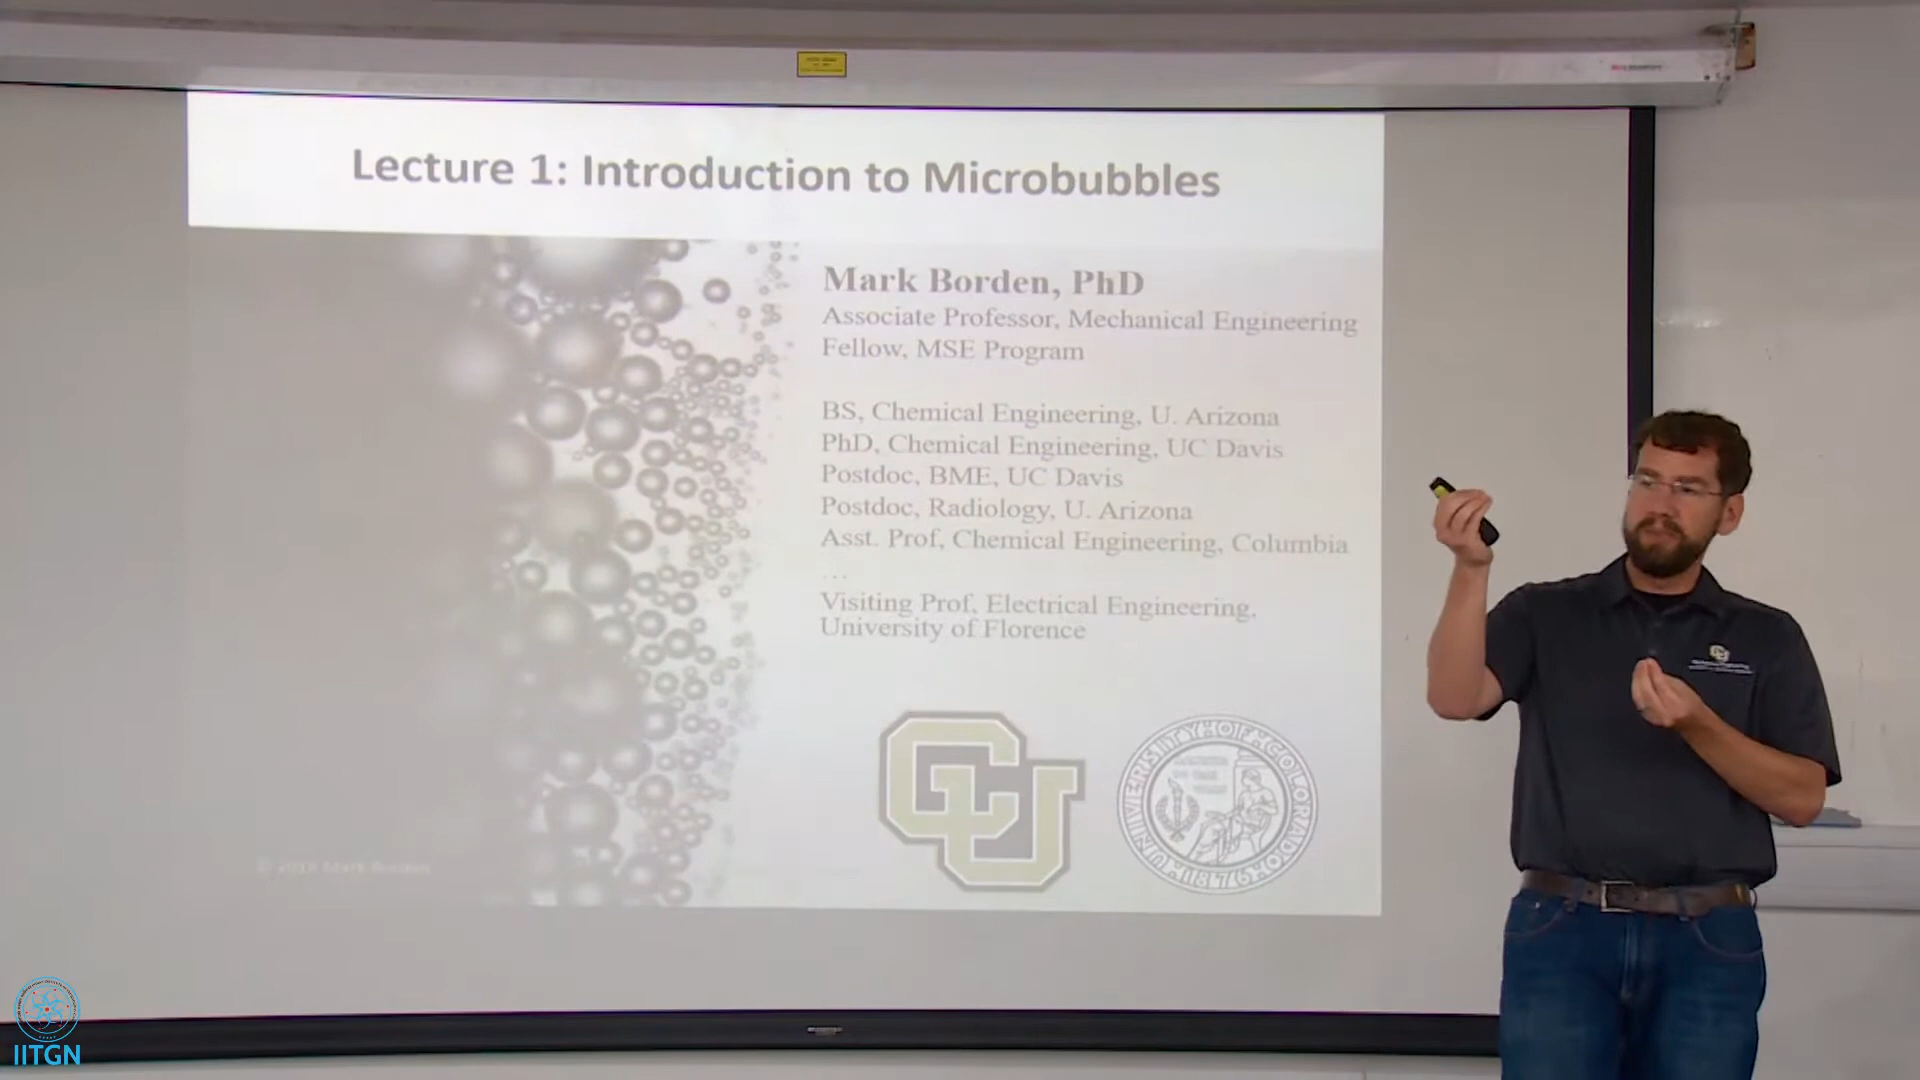 Lecture 1: Introduction to Microbubbles
Mark Borden, PhD
Associate Professor, Mechanical Engineering
Fellow, MSE Program
BS, Chemical Engineering, U. Arizona
PhD, Chemical Engineering, UC Davis
Postdoc, BME, UC Davis
Postdoc, Radiology, U. Arizona
Asst. Prof, Chemical Engineering, Columbia
...
Visiting Prof, Electrical Engineering,
University of Florence
CU
UNIVERSITY OF COLORADO
1876
CU
IITGN